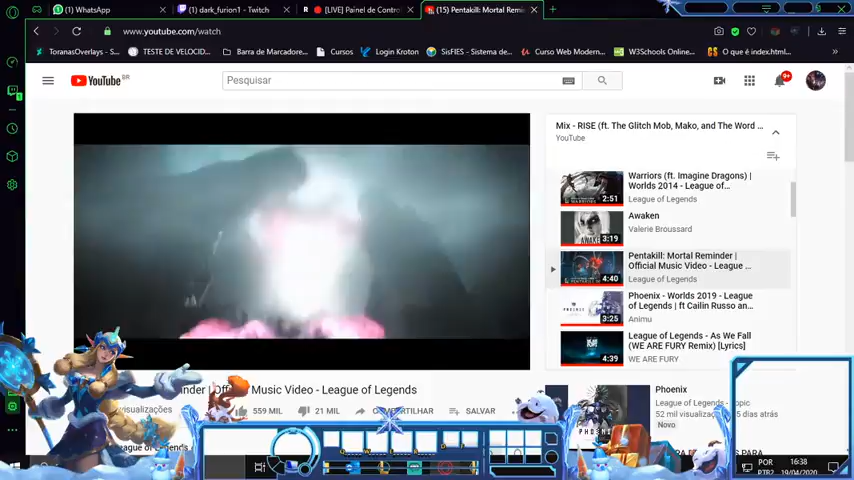 (1) WhatsApp
dark_furion1 - Twitch
[LIVE] Painel de Contro
(15) Pentakill: Mortal Remin
www.youtube.com/watch
ToranasOverlays - S...
TESTE DE VELOCID...
Barra de Marcadore...
Cursos
Login Kroton
SisFIES - Sistema de...
Curso Web Modern...
W3Schools Online...
O que é index.html...
YouTube BR
Pesquisar
9+
Mix - RISE (ft. The Glitch Mob, Mako, and The Word ...
YouTube
Warriors (ft. Imagine Dragons) |
Worlds 2014 - League of...
League of Legends
2:51
Awaken
Valerie Broussard
3:19
Pentakill: Mortal Reminder |
Official Music Video - League ...
League of Legends
4:40
Phoenix - Worlds 2019 - League
of Legends | ft Cailin Russo an...
Animu
3:25
League of Legends - As We Fall
(WE ARE FURY Remix) [Lyrics]
WE ARE FURY
4:39
Music Video - League of Legends
visualizações
559 MIL
21 MIL
SALVAR
Phoenix
League of Legends
52 mil
dias atrás
Novo
POR
PTB2
16:38
19/04/2020